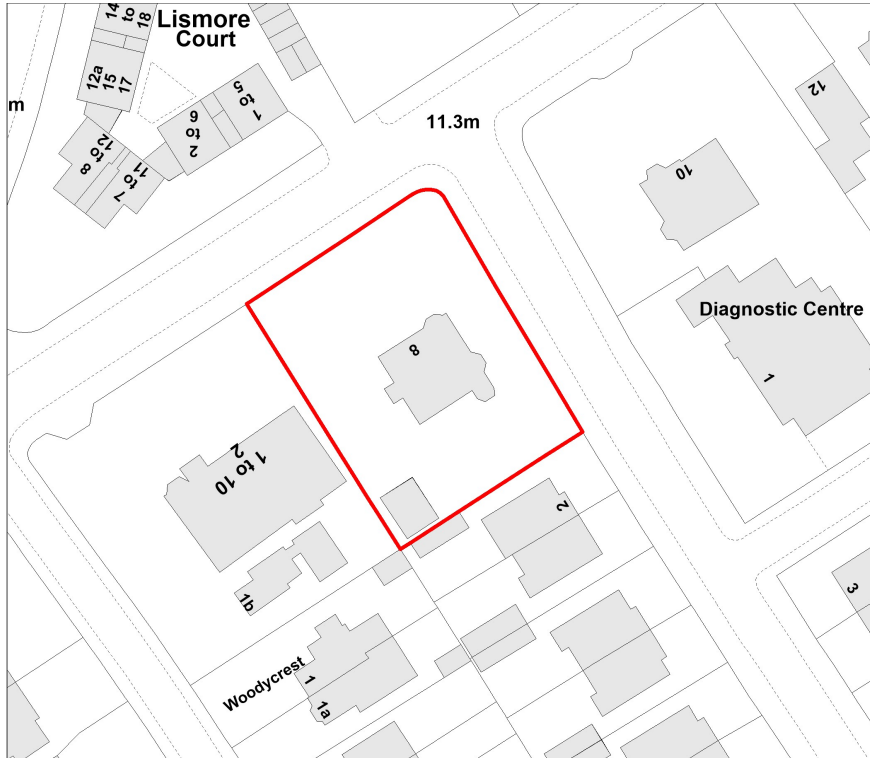 14
to
18
Lismore
Court
12a
15
17
m
1
to
5
2
to
6
8
to
12
7
to
11
11.3m
12
10
Diagnostic Centre
1
8
2
1 to 10
2
1b
3
Woodycrest
1
1a